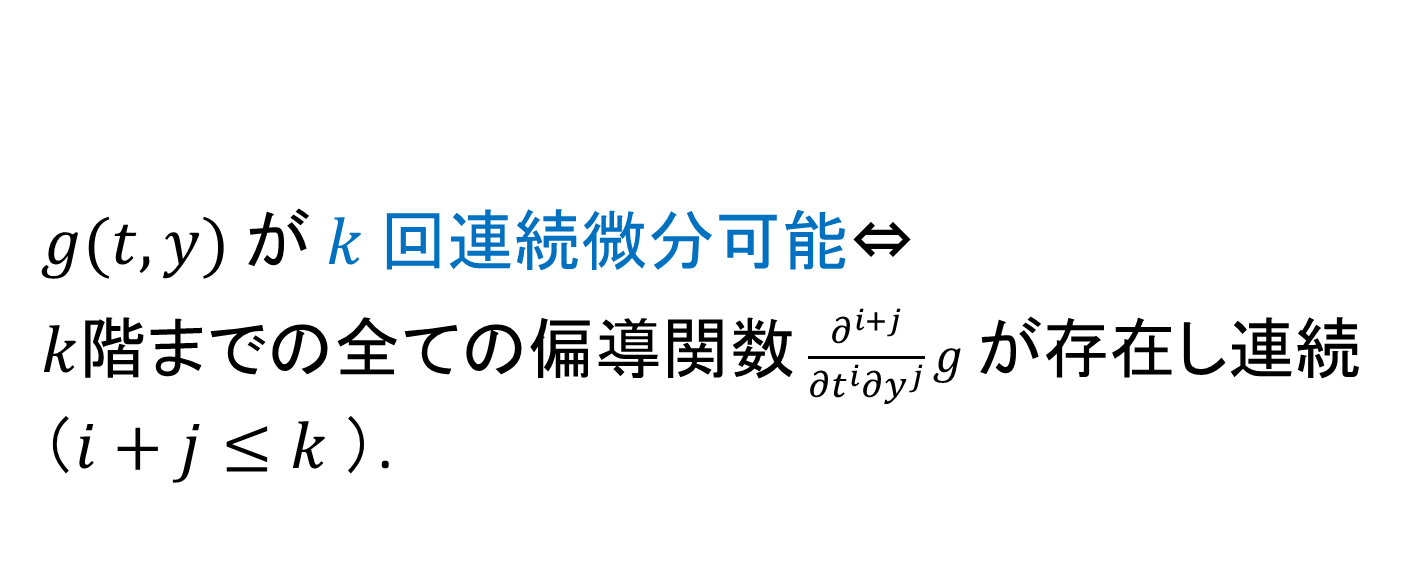 g(t, y) が k 回連続微分可能⇔
k階までの全ての偏導関数 ∂^{i+j}/∂t^i∂y^j g が存在し連続
（i + j ≤ k ）.